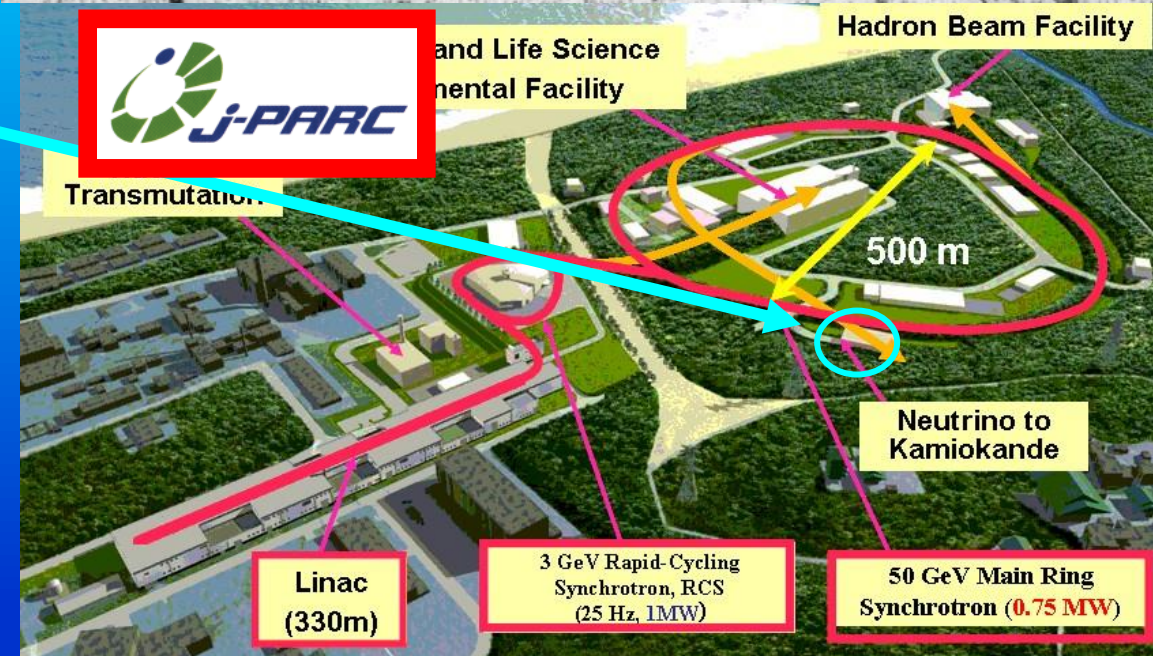 Hadron Beam Facility
and Life Science
mental Facility
J-PARC
Transmutation
500 m
Neutrino to
Kamiokande
Linac
(330m)
3 GeV Rapid-Cycling
Synchrotron, RCS
(25 Hz, 1MW)
50 GeV Main Ring
Synchrotron (0.75 MW)